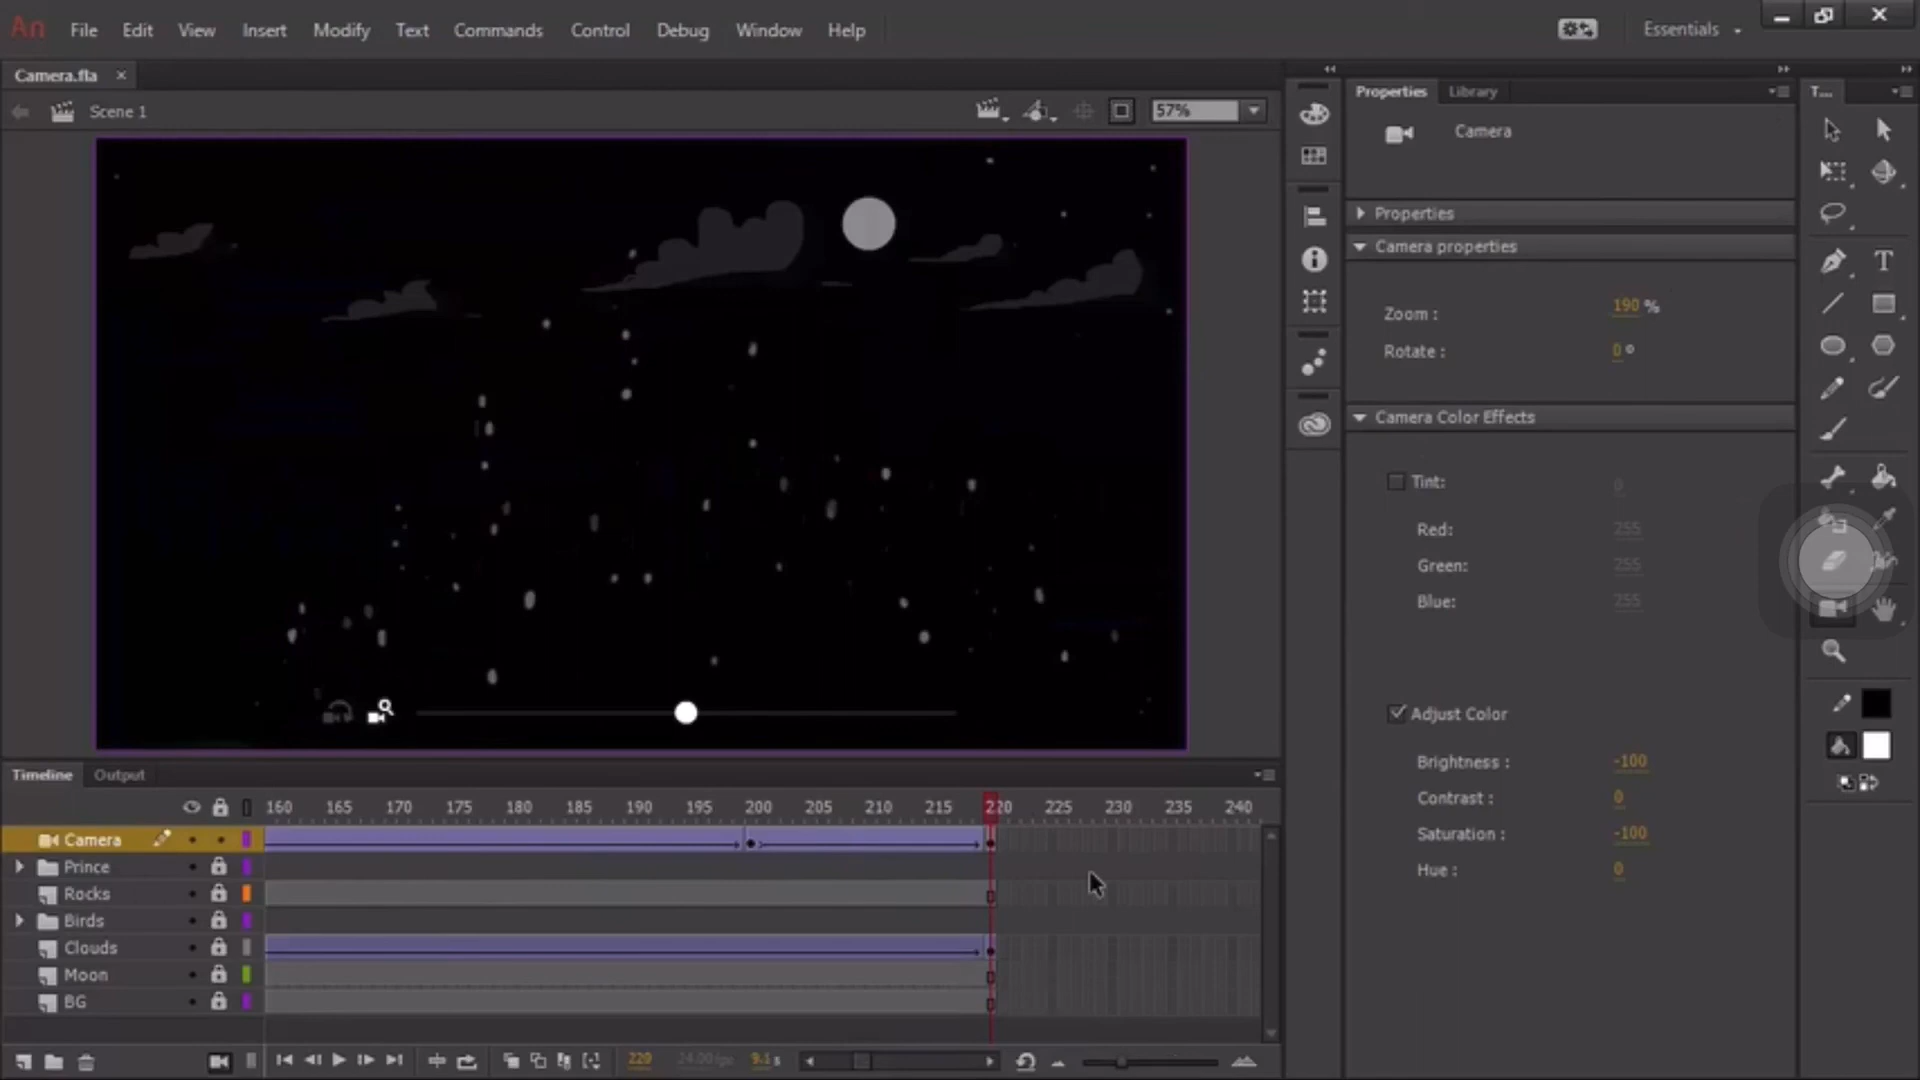 An File Edit View Insert Modify Text Commands Control Debug Window Help Essentials
Camera.fla ×
Scene 1 57%
Properties Library T...
Camera
Properties
Camera properties
Zoom : 190 %
Rotate : 0 °
Camera Color Effects
Tint: 0
Red: 255
Green: 255
Blue: 255
Adjust Color
Brightness : -100
Contrast : 0
Saturation : -100
Hue : 0
T
Timeline Output
160 165 170 175 180 185 190 195 200 205 210 215 220 225 230 235 240
Camera
Prince
Rocks
Birds
Clouds
Moon
BG
220 24.00 fps 9.1 s